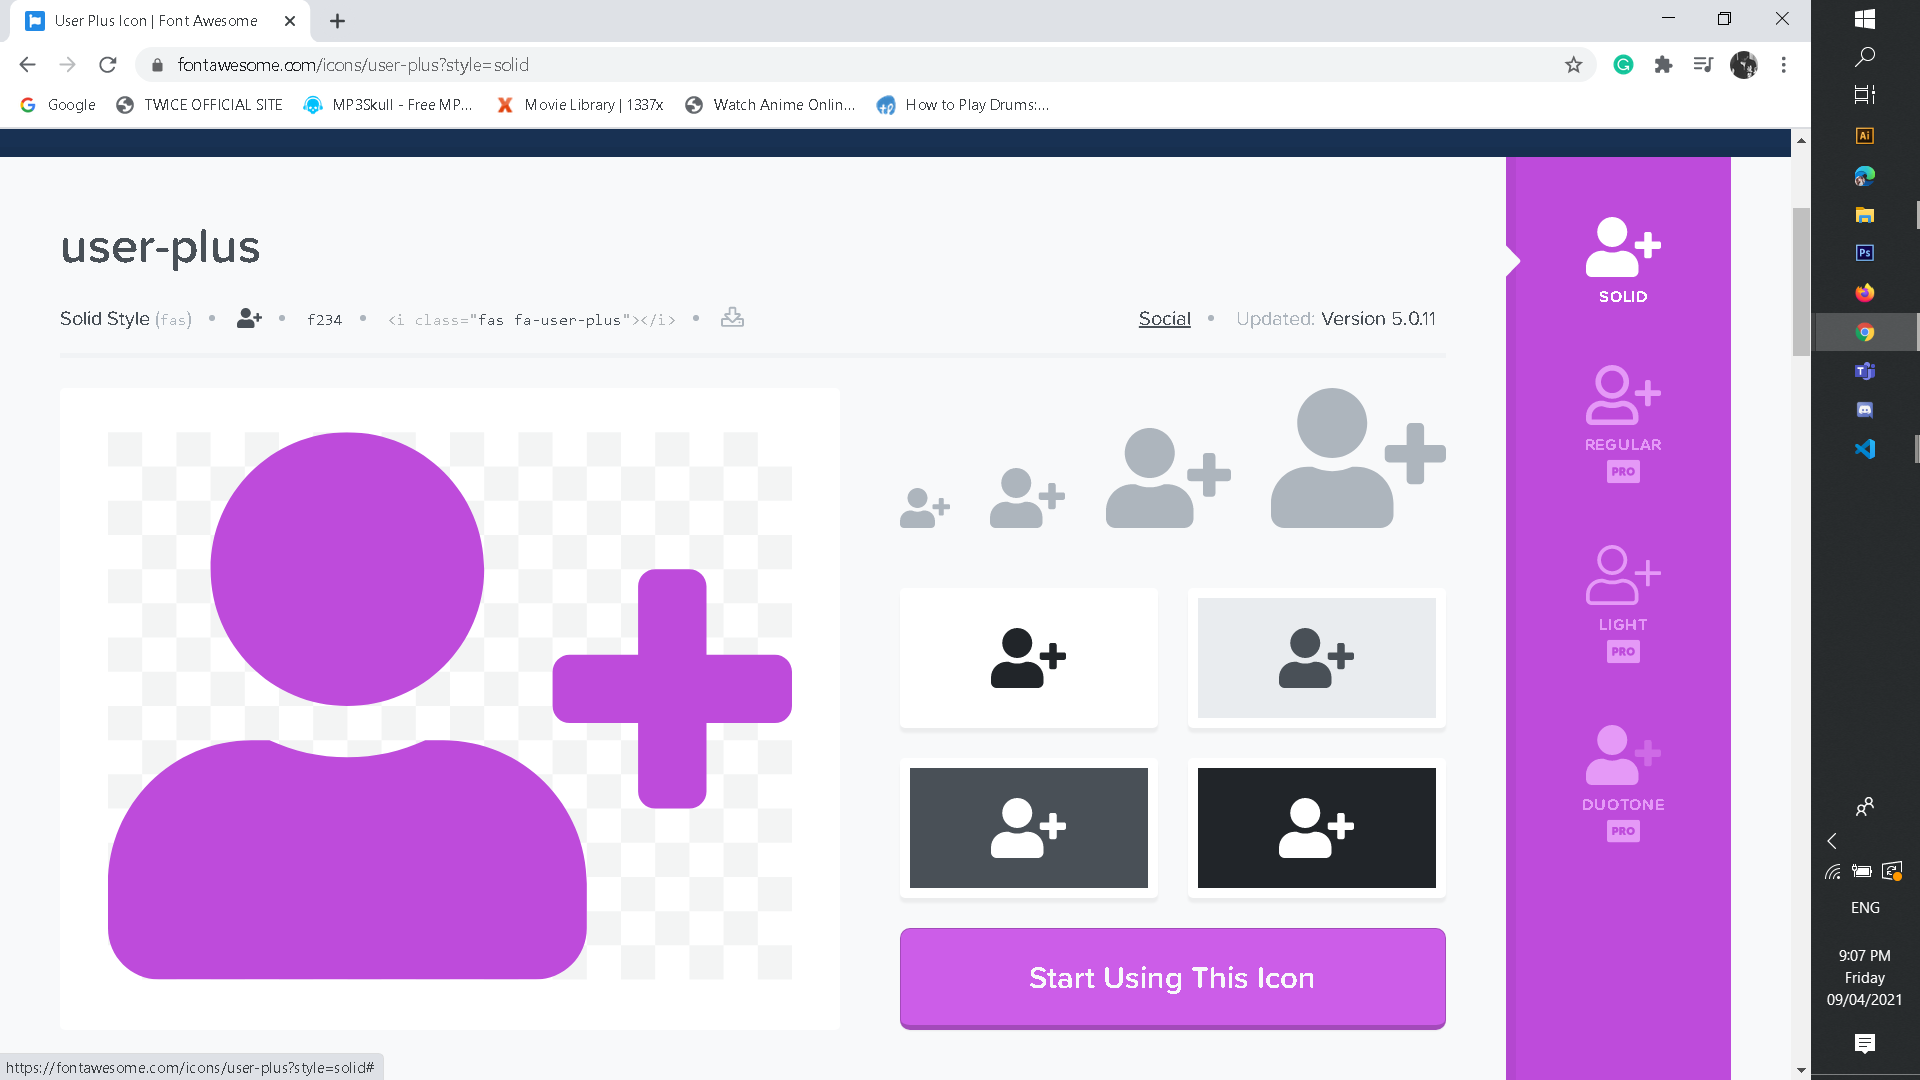 User Plus Icon | Font Awesome
fontawesome.com/icons/user-plus?style=solid
Google
TWICE OFFICIAL SITE
MP3Skull - Free MP...
Movie Library | 1337x
Watch Anime Onlin...
How to Play Drums:...
user-plus
Solid Style (fas) • • f234 • <i class="fas fa-user-plus"></i> •
Social • Updated: Version 5.0.11
Start Using This Icon
SOLID
REGULAR
PRO
LIGHT
PRO
DUOTONE
PRO
https://fontawesome.com/icons/user-plus?style=solid#
Ai
Ps
ENG
9:07 PM
Friday
09/04/2021